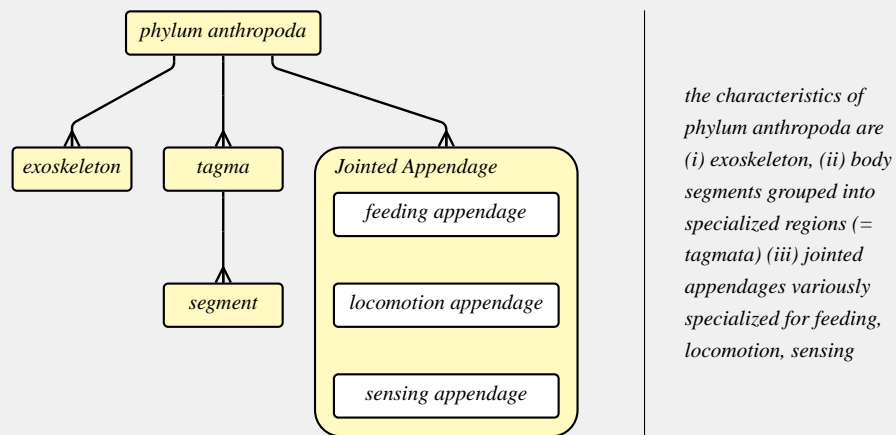 phylum anthropoda
exoskeleton
tagma
Jointed Appendage
feeding appendage
segment
locomotion appendage
sensing appendage
the characteristics of
phylum anthropoda are
(i) exoskeleton, (ii) body
segments grouped into
specialized regions (=
tagmata) (iii) jointed
appendages variously
specialized for feeding,
locomotion, sensing